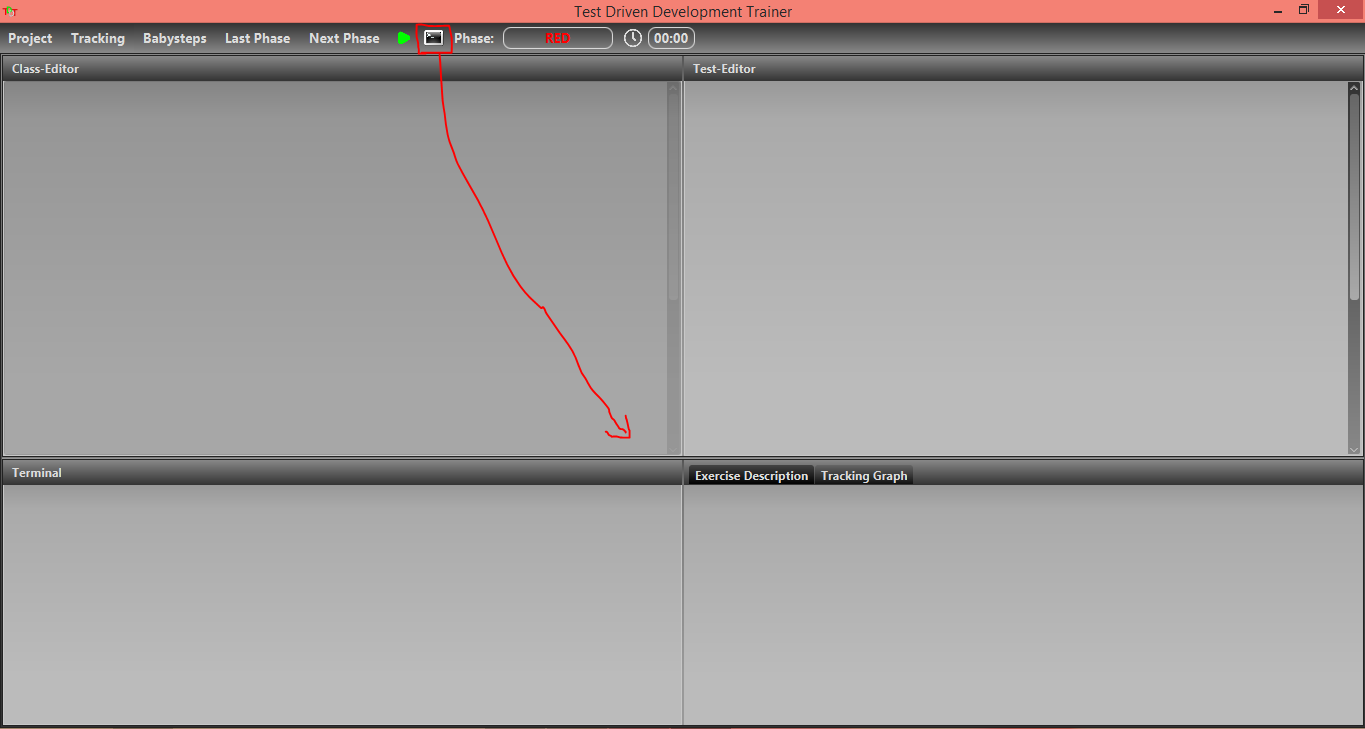 TDT Test Driven Development Trainer
Project Tracking Babysteps Last Phase Next Phase Phase: RED 00:00
Class-Editor Test-Editor
Terminal Exercise Description Tracking Graph